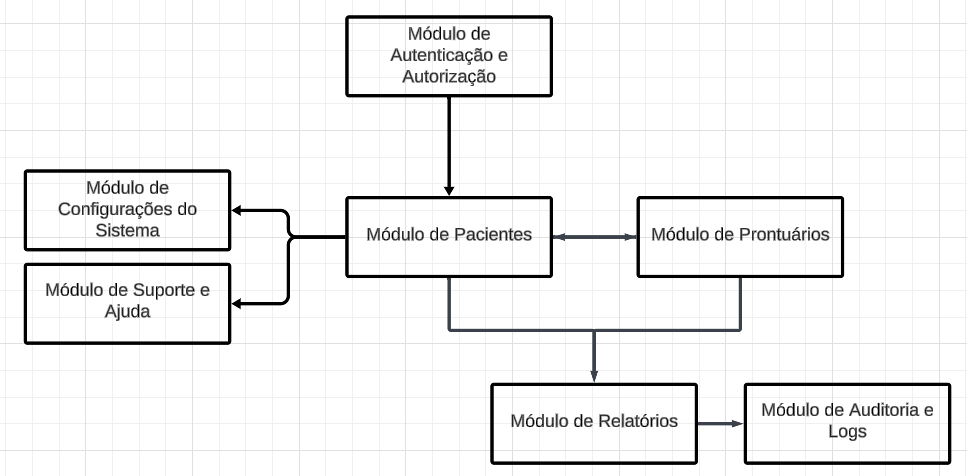 Módulo de
Autenticação e
Autorização
Módulo de
Configurações do
Sistema
Módulo de Pacientes
Módulo de Prontuários
Módulo de Suporte e
Ajuda
Módulo de Relatórios
Módulo de Auditoria e
Logs